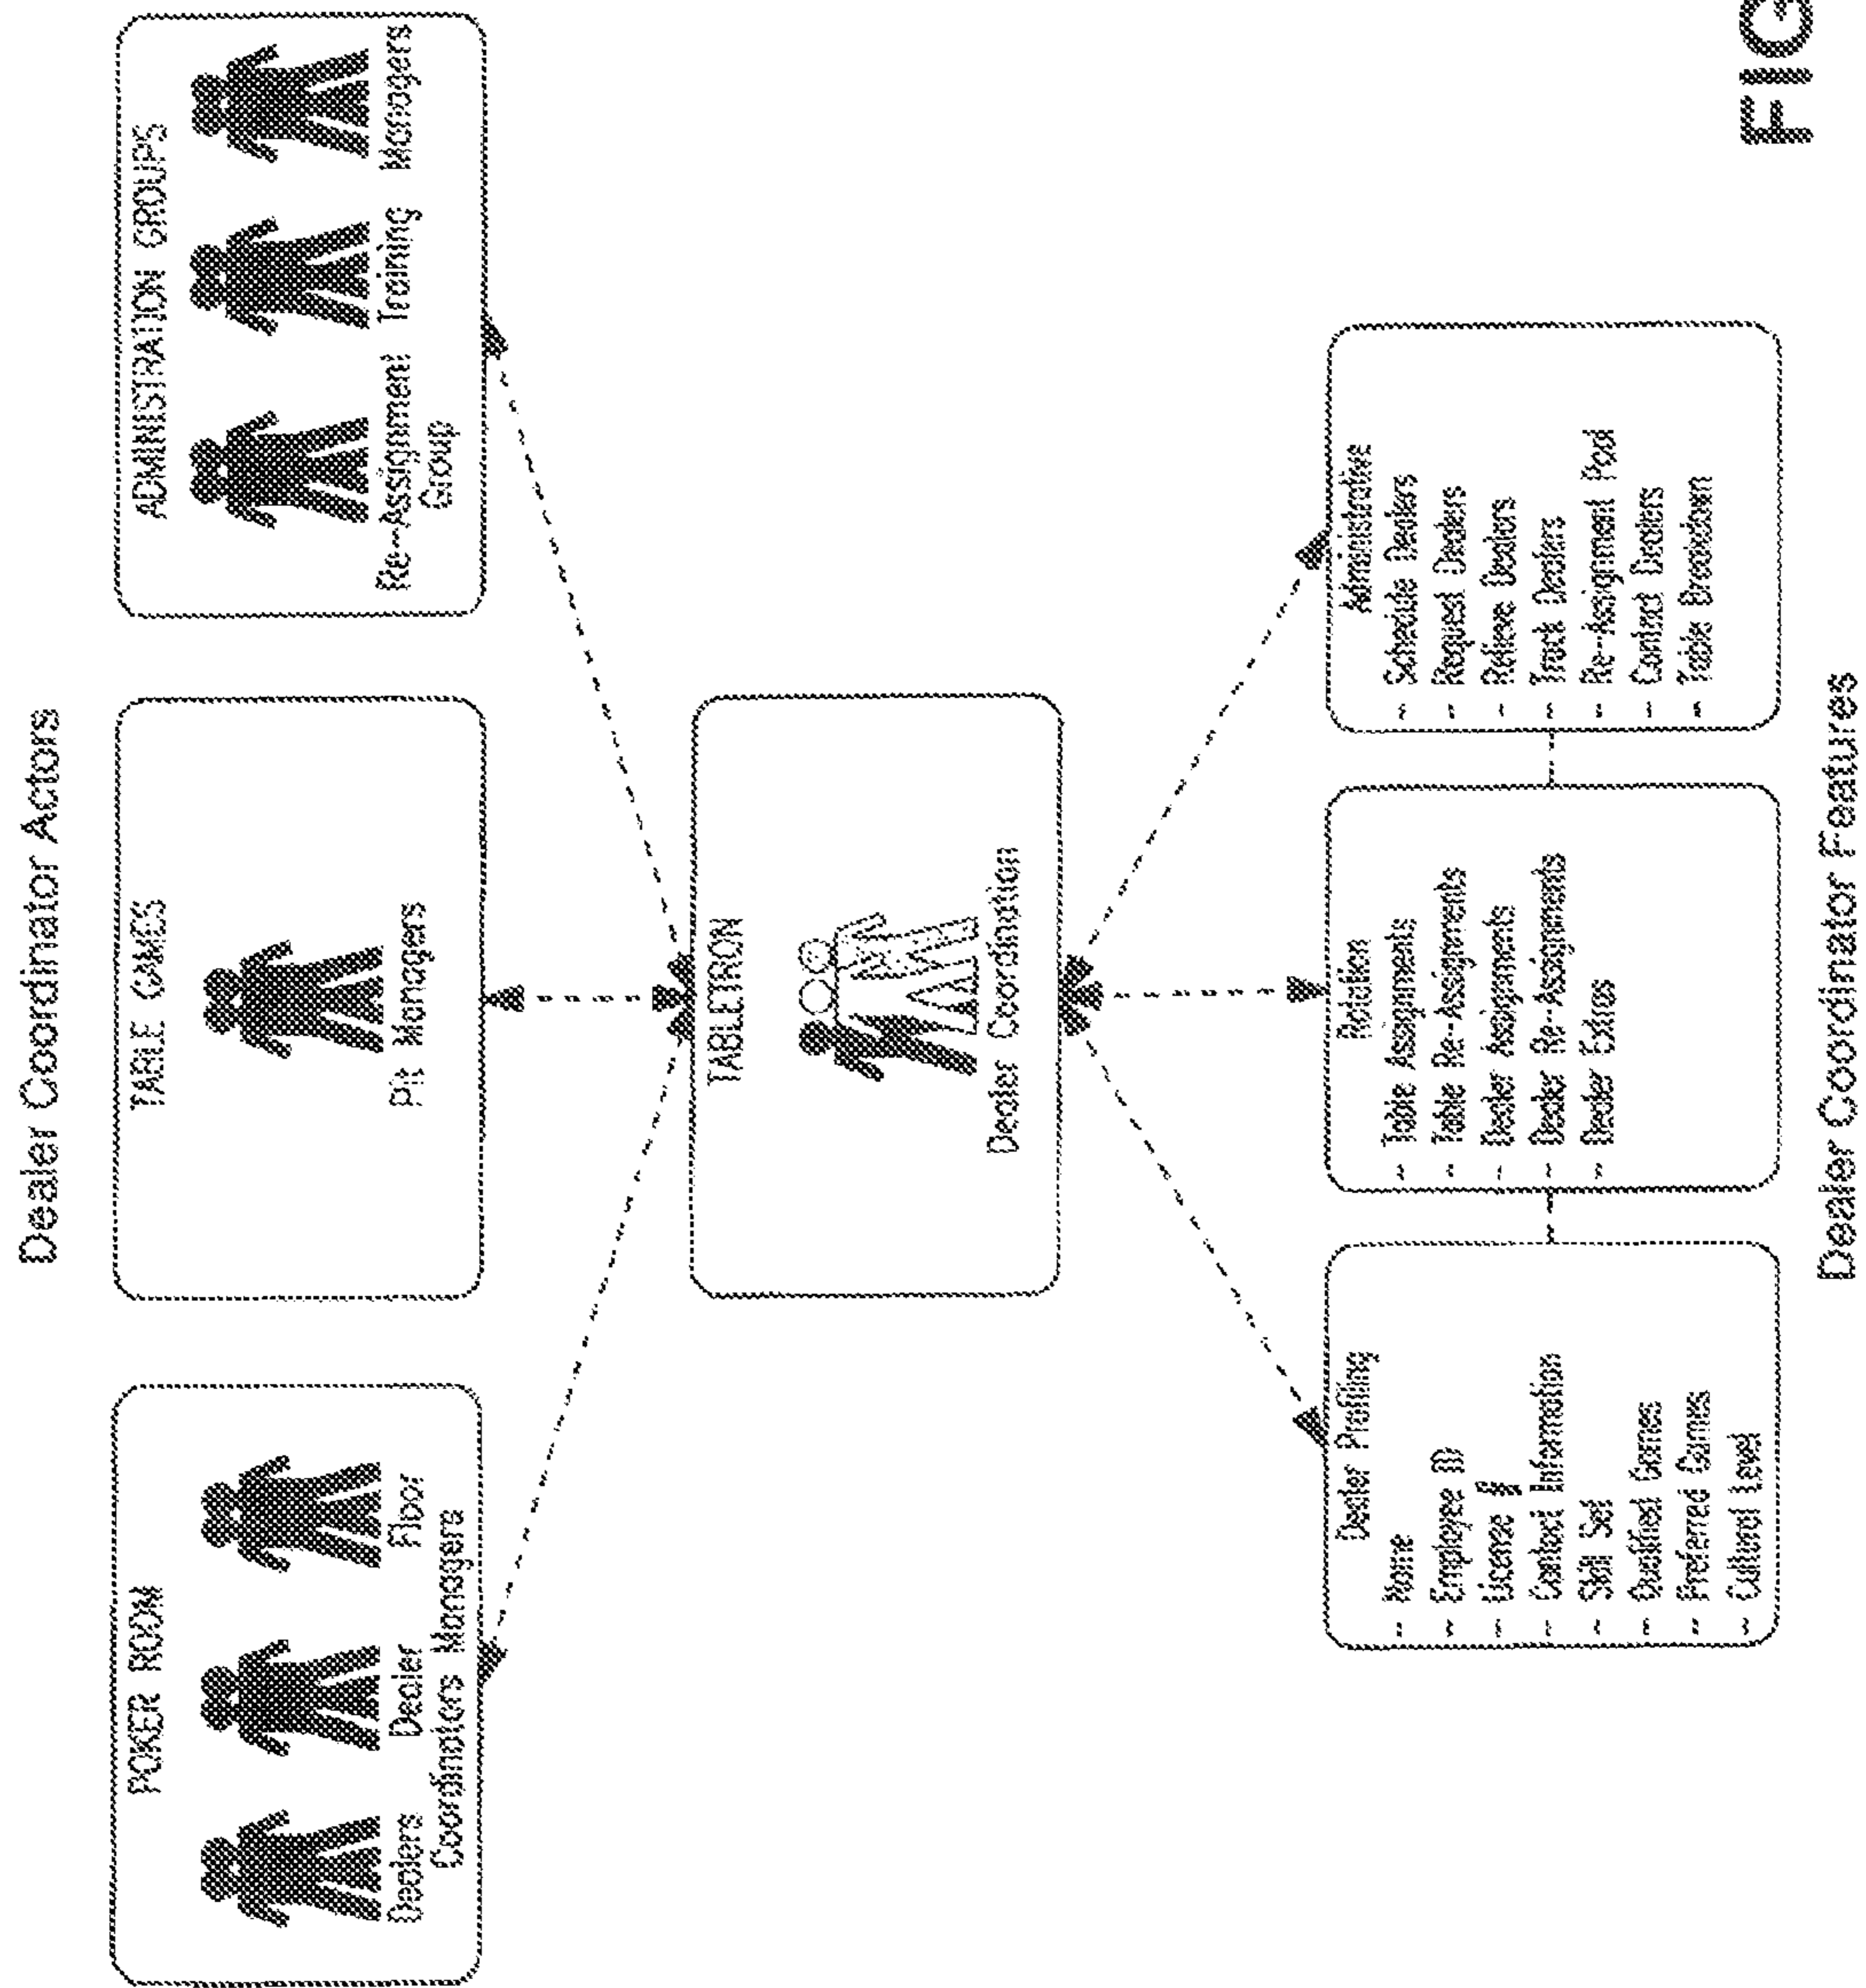 Dealer Coordinator Actors
POKER ROOM
Dealers
Dealer
Coordinators
Floor
Managers
TABLE GAMES
Pit Managers
ADMINISTRATION GROUPS
Re-Assignment
Group
Training
Managers
TABLETRON
Dealer Coordination
Dealer Profiling
- Name
- Employee ID
- License #
- Contact Information
- Skill Set
- Qualified Games
- Preferred Games
- Cultural Level
Rotation
- Table Assignments
- Table Re-Assignments
- Dealer Assignments
- Dealer Re-Assignments
- Dealer Extras
Administrative
- Schedule Dealers
- Request Dealers
- Relieve Dealers
- Track Dealers
- Re-Assignment Pool
- Contact Dealers
- Table Breakdown
Dealer Coordinator Features
FIG